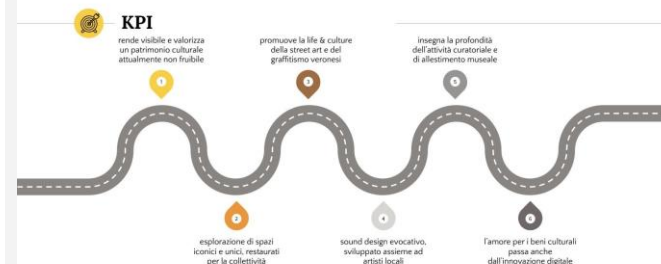 KPI
rende visibile e valorizza
un patrimonio culturale
attualmente non fruibile
1
esplorazione di spazi
iconici e unici, restaurati
per la collettività
2
promuove la life & culture
della street art e del
graffitismo veronesi
3
sound design evocativo,
sviluppato assieme ad
artisti locali
4
insegna la profondità
dell'attività curatoriale e
di allestimento museale
5
l'amore per i beni culturali
passa anche
dall'innovazione digitale
6